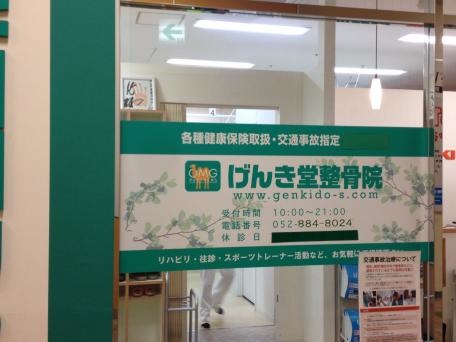 4
各種健康保険取扱・交通事故指定
GMG
げんき堂整骨院
www.genkido-s.com
受付時間 10:00～21:00
電話番号 052-884-8024
休診日
リハビリ・往診・スポーツトレーナー活動など、お気軽に
交通事故治療について